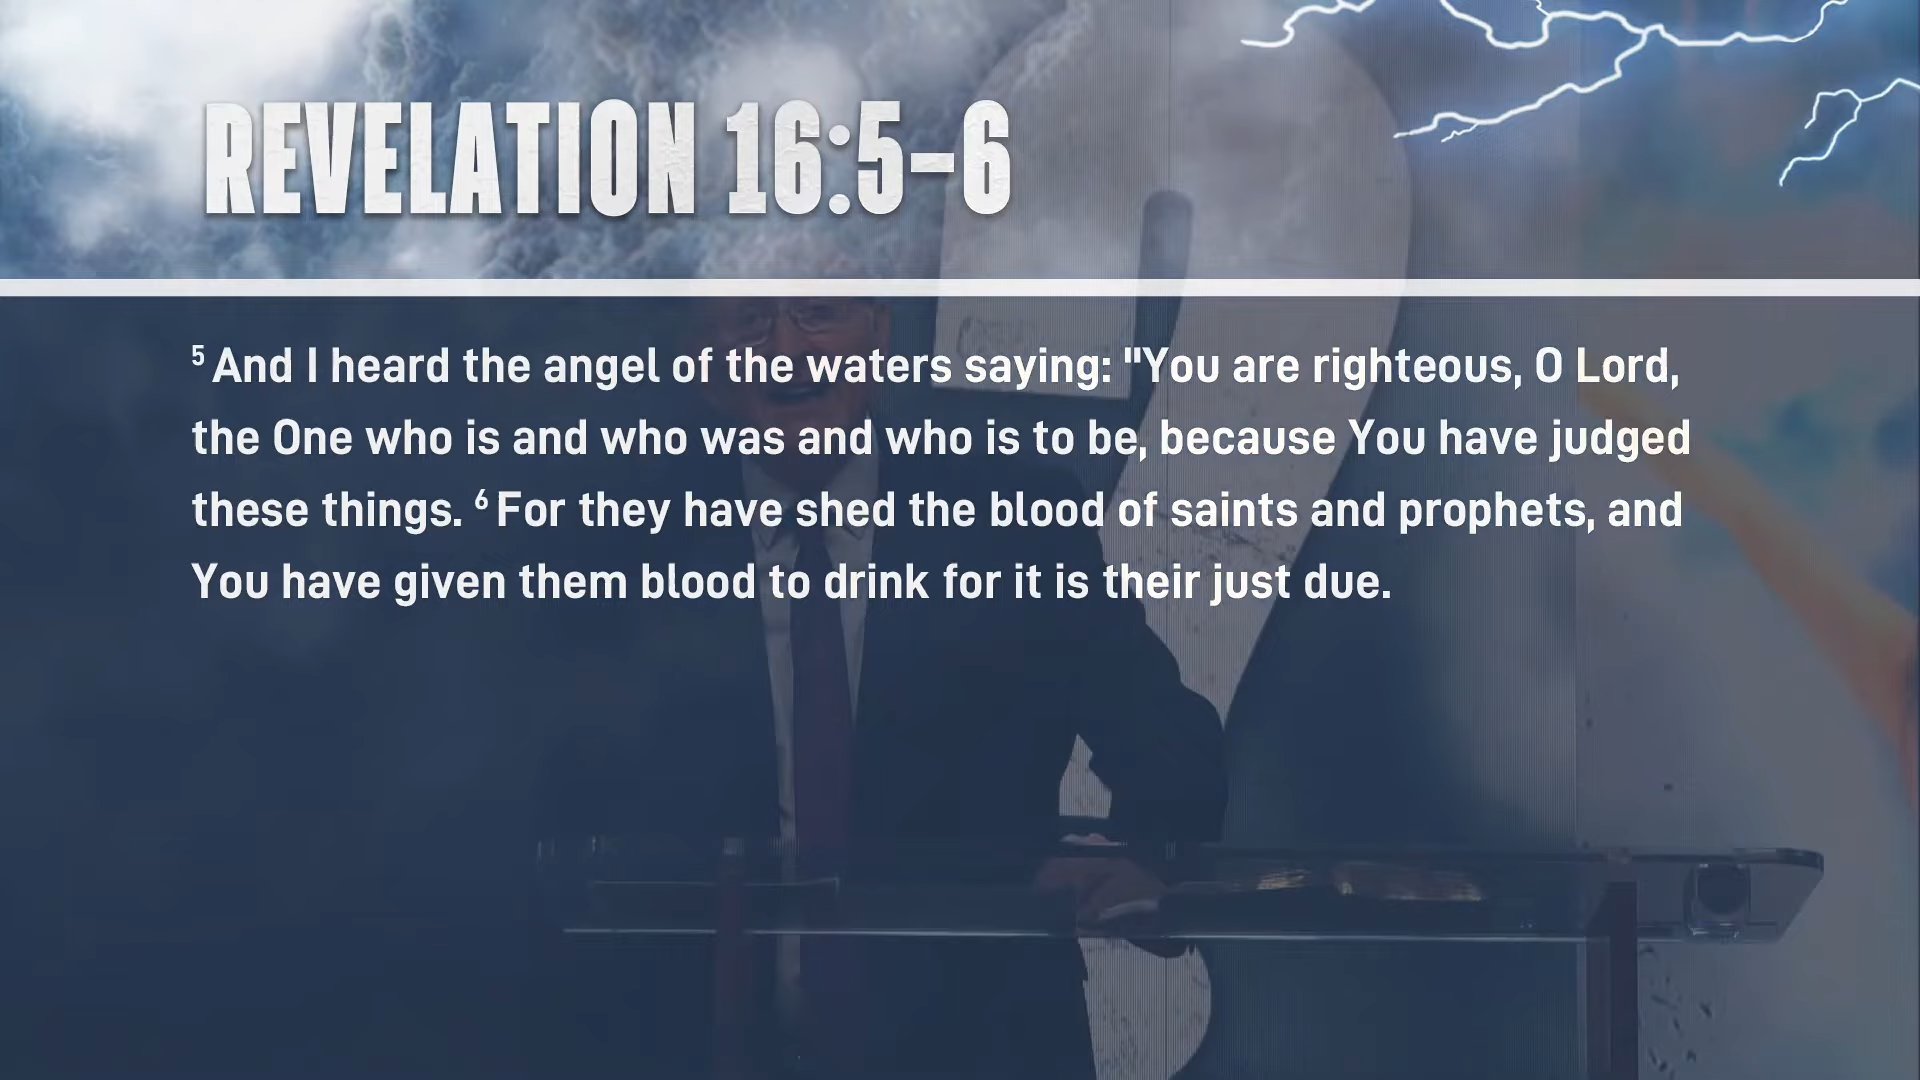 REVELATION 16:5-6
5 And I heard the angel of the waters saying: "You are righteous, O Lord,
the One who is and who was and who is to be, because You have judged
these things. 6 For they have shed the blood of saints and prophets, and
You have given them blood to drink for it is their just due.